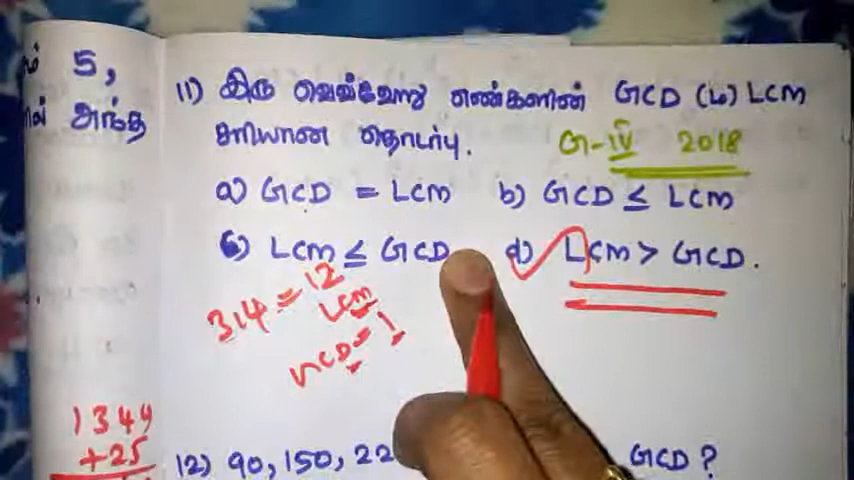 ம் 5,
ல் அந்த
11) இரு வெவ்வேறு எண்களின் GCD (ம) LCM
சரியான தொடர்பு. G-IV 2018
a) GCD = LCM b) GCD ≤ LCM
c) LCM ≤ GCD d) LCM > GCD.
3,4 = 12
LCM
GCD = 1
1344
+25
12) 90, 150, 22 GCD ?